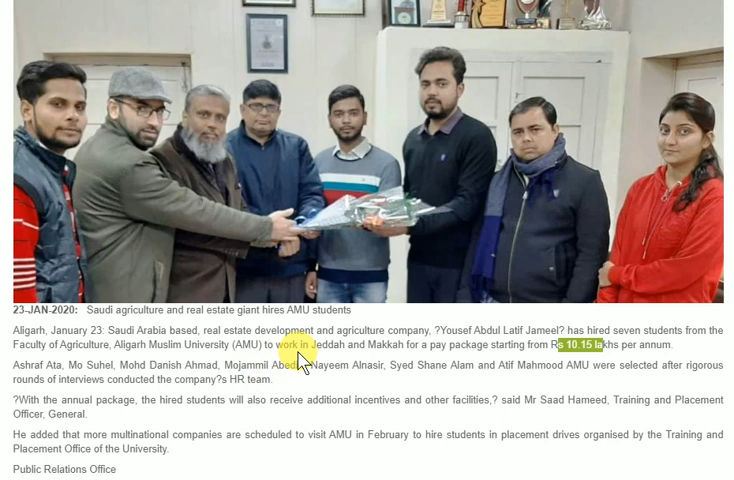 23-JAN-2020: Saudi agriculture and real estate giant hires AMU students
Aligarh, January 23: Saudi Arabia based, real estate development and agriculture company, ?Yousef Abdul Latif Jameel? has hired seven students from the
Faculty of Agriculture, Aligarh Muslim University (AMU) to work in Jeddah and Makkah for a pay package starting from Rs 10.15 lakhs per annum.
Ashraf Ata, Mo Suhel, Mohd Danish Ahmad, Mojammil Abedi, Nayeem Alnasir, Syed Shane Alam and Atif Mahmood AMU were selected after rigorous
rounds of interviews conducted the company?s HR team.
?With the annual package, the hired students will also receive additional incentives and other facilities,? said Mr Saad Hameed, Training and Placement
Officer, General.
He added that more multinational companies are scheduled to visit AMU in February to hire students in placement drives organised by the Training and
Placement Office of the University.
Public Relations Office